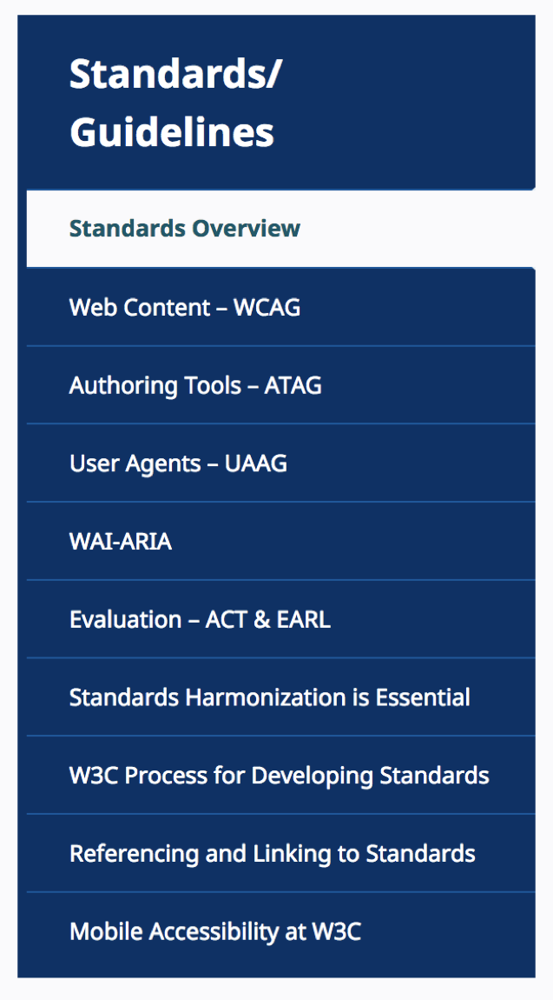 Standards/
Guidelines
Standards Overview
Web Content – WCAG
Authoring Tools – ATAG
User Agents – UAAG
WAI-ARIA
Evaluation – ACT & EARL
Standards Harmonization is Essential
W3C Process for Developing Standards
Referencing and Linking to Standards
Mobile Accessibility at W3C